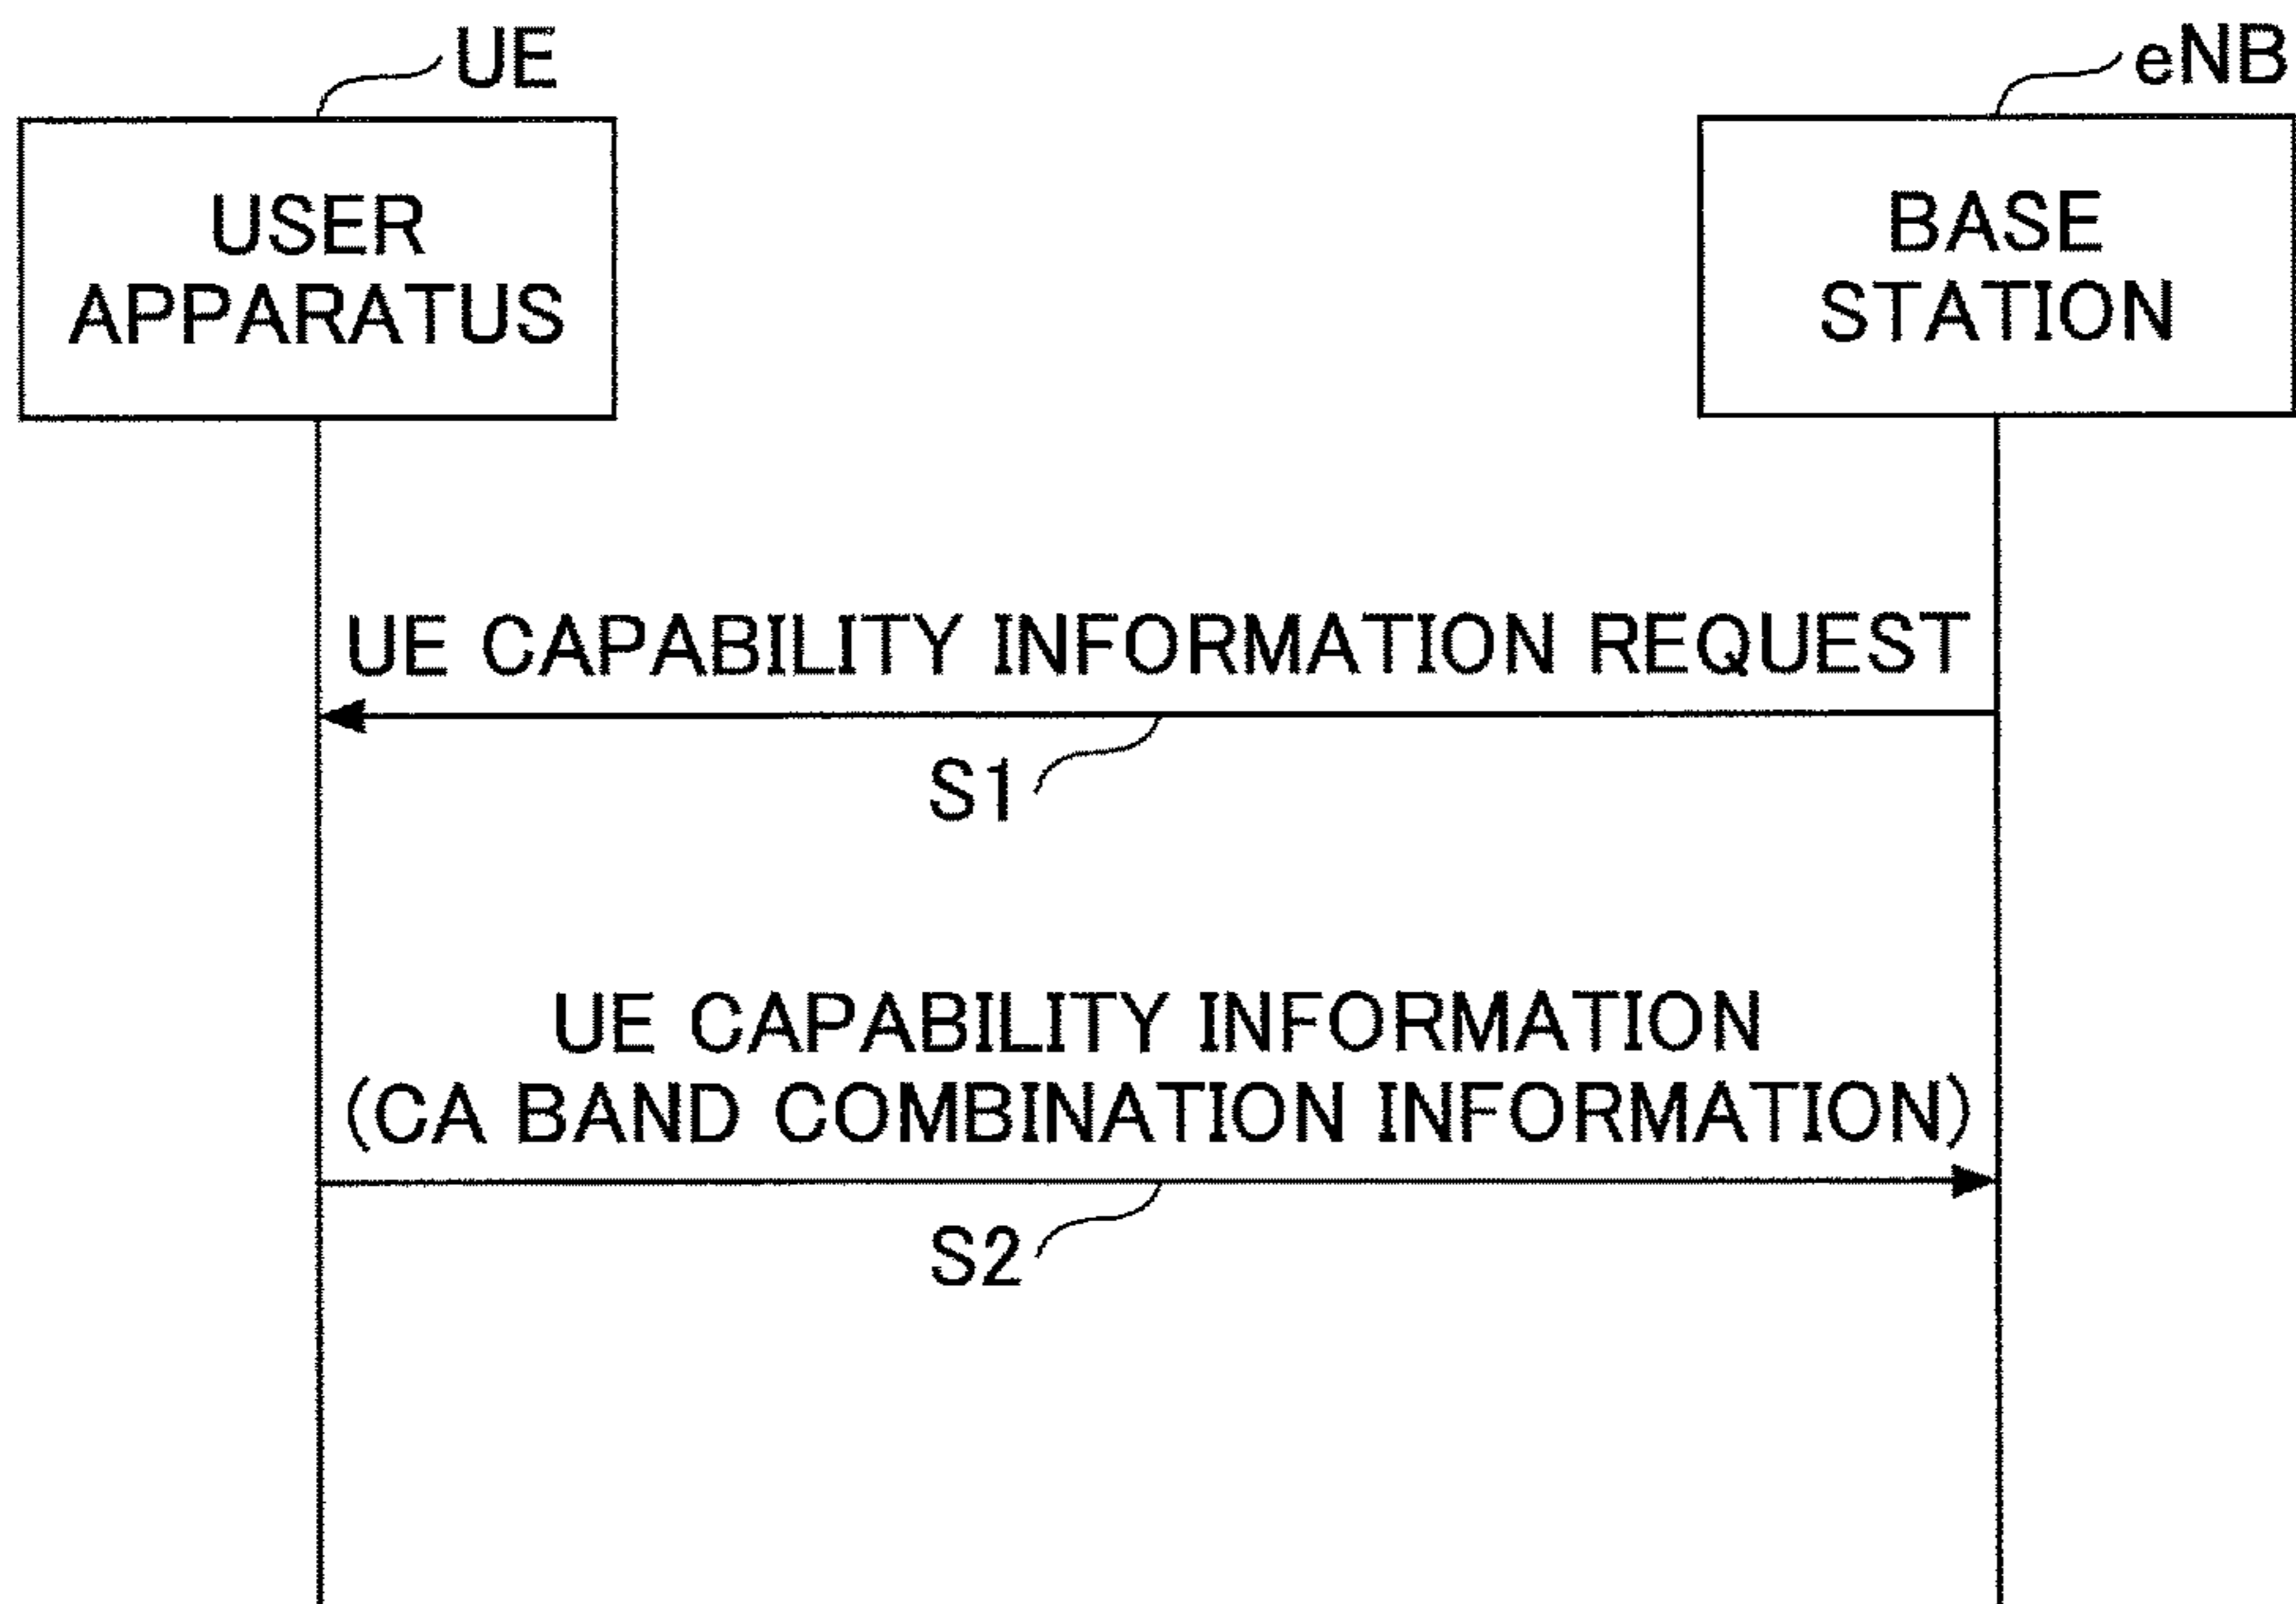 UE
eNB
USER
APPARATUS
BASE
STATION
UE CAPABILITY INFORMATION REQUEST
S1
UE CAPABILITY INFORMATION
(CA BAND COMBINATION INFORMATION)
S2